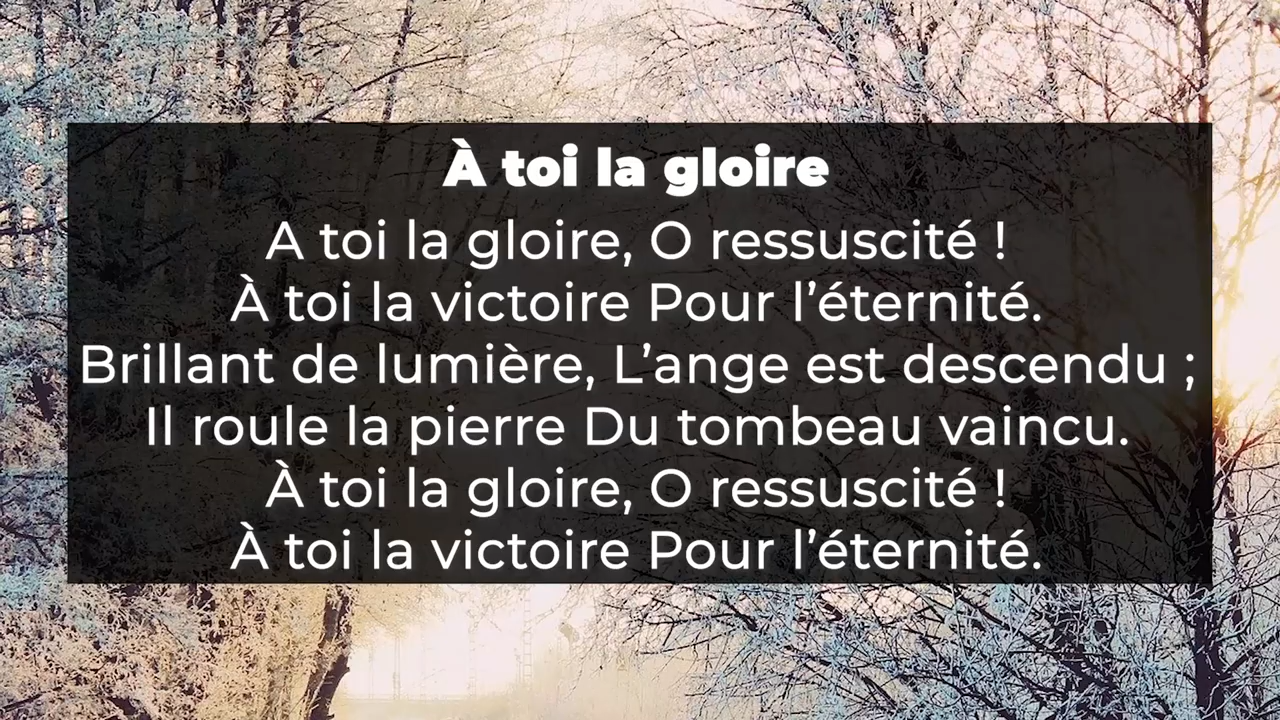 À toi la gloire
A toi la gloire, O ressuscité !
À toi la victoire Pour l’éternité.
Brillant de lumière, L’ange est descendu ;
Il roule la pierre Du tombeau vaincu.
À toi la gloire, O ressuscité !
À toi la victoire Pour l’éternité.